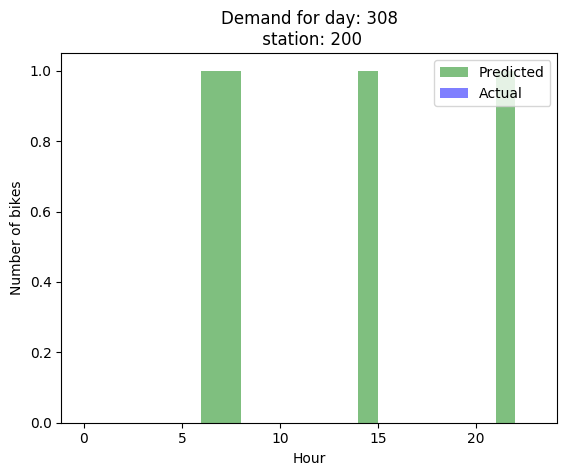 Demand for day: 308
station: 200
Predicted
Actual
1.0
0.8
0.6
0.4
0.2
0.0
Number of bikes
0 5 10 15 20
Hour